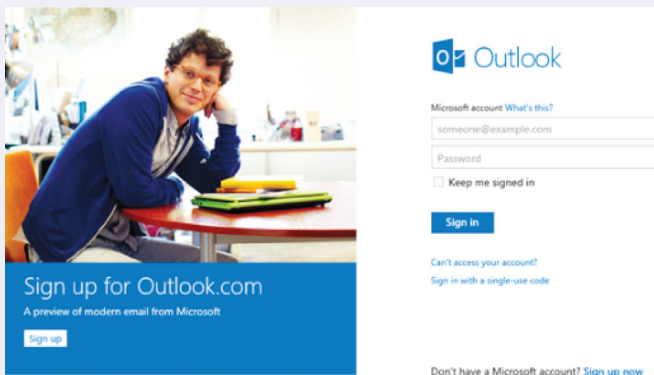 Outlook
Microsoft account What's this?
someone@example.com
Password
Keep me signed in
Sign in
Can't access your account?
Sign in with a single-use code
Don't have a Microsoft account? Sign up now
Sign up for Outlook.com
A preview of modern email from Microsoft
Sign up